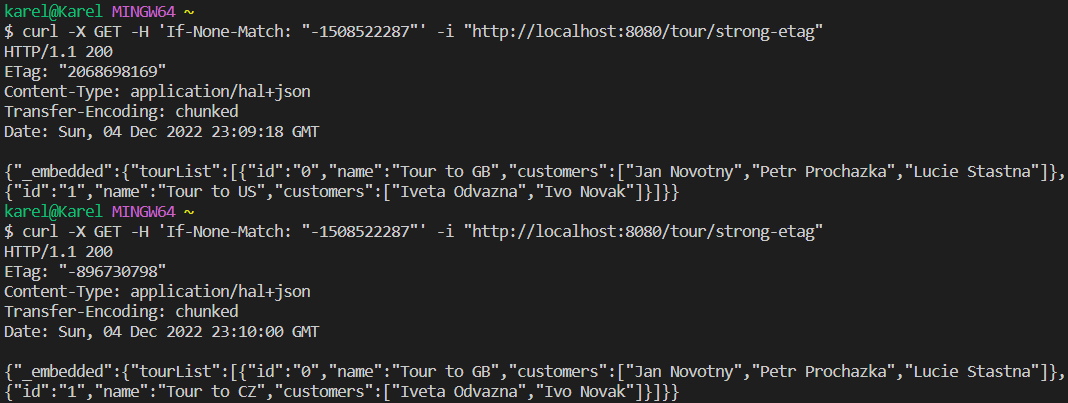 karel@Karel MINGW64 ~
$ curl -X GET -H 'If-None-Match: "-1508522287"' -i "http://localhost:8080/tour/strong-etag"
HTTP/1.1 200
ETag: "2068698169"
Content-Type: application/hal+json
Transfer-Encoding: chunked
Date: Sun, 04 Dec 2022 23:09:18 GMT

{"_embedded":{"tourList":[{"id":"0","name":"Tour to GB","customers":["Jan Novotny","Petr Prochazka","Lucie Stastna"]},
{"id":"1","name":"Tour to US","customers":["Iveta Odvazna","Ivo Novak"]}]}}
karel@Karel MINGW64 ~
$ curl -X GET -H 'If-None-Match: "-1508522287"' -i "http://localhost:8080/tour/strong-etag"
HTTP/1.1 200
ETag: "-896730798"
Content-Type: application/hal+json
Transfer-Encoding: chunked
Date: Sun, 04 Dec 2022 23:10:00 GMT

{"_embedded":{"tourList":[{"id":"0","name":"Tour to GB","customers":["Jan Novotny","Petr Prochazka","Lucie Stastna"]},
{"id":"1","name":"Tour to CZ","customers":["Iveta Odvazna","Ivo Novak"]}]}}